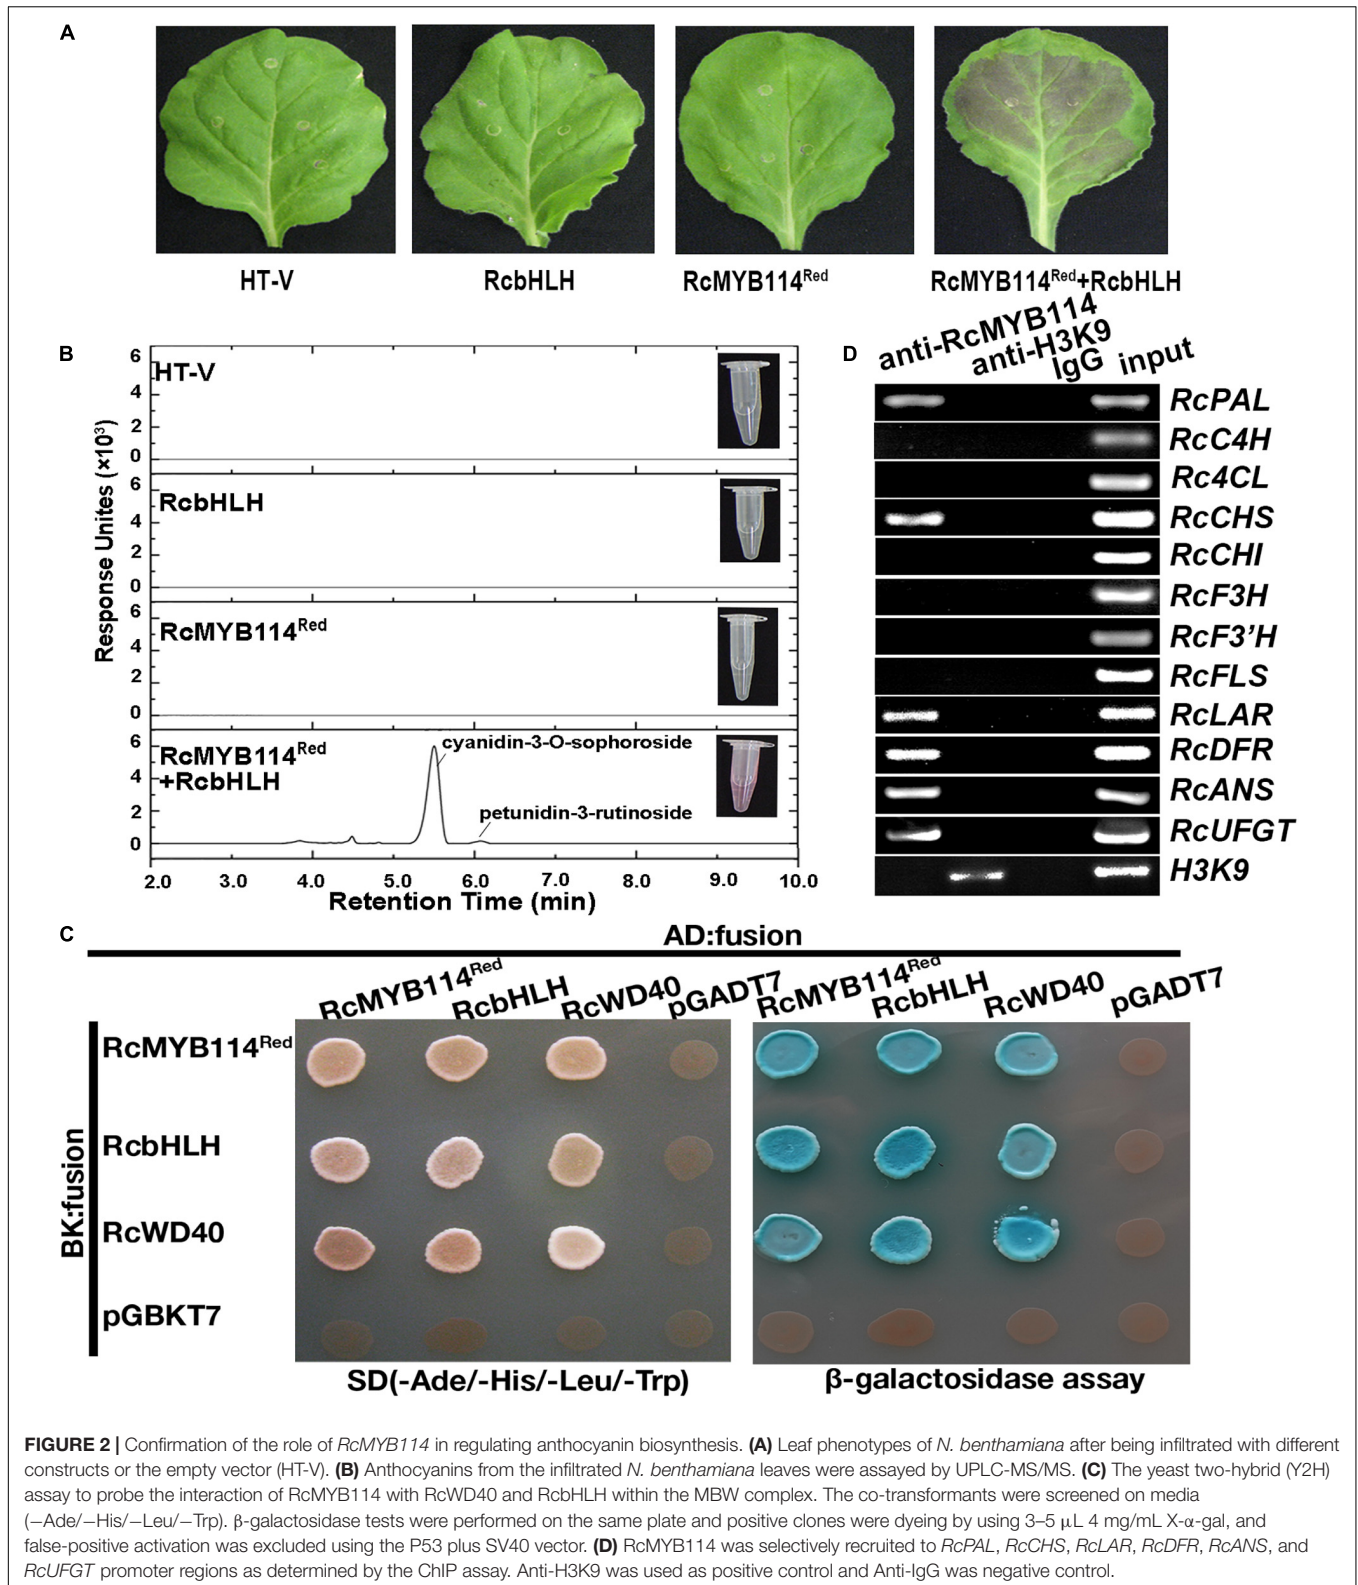 A
HT-V
RcbHLH
RcMYB114Red
RcMYB114Red+RcbHLH
B
Response Unites (×10³)
6
4
2
0
HT-V
6
4
2
0
RcbHLH
6
4
2
0
RcMYB114Red
6
4
2
0
RcMYB114Red
+RcbHLH
cyanidin-3-O-sophoroside
petunidin-3-rutinoside
2.0 3.0 4.0 5.0 6.0 7.0 8.0 9.0 10.0
Retention Time (min)
D
anti-RcMYB114
anti-H3K9
IgG
input
RcPAL
RcC4H
Rc4CL
RcCHS
RcCHI
RcF3H
RcF3’H
RcFLS
RcLAR
RcDFR
RcANS
RcUFGT
H3K9
C
AD:fusion
RcMYB114Red RcbHLH RcWD40 pGADT7 RcMYB114Red RcbHLH RcWD40 pGADT7
BK:fusion
RcMYB114Red
RcbHLH
RcWD40
pGBKT7
SD(-Ade/-His/-Leu/-Trp)
β-galactosidase assay
FIGURE 2 | Confirmation of the role of RcMYB114 in regulating anthocyanin biosynthesis. (A) Leaf phenotypes of N. benthamiana after being infiltrated with different
constructs or the empty vector (HT-V). (B) Anthocyanins from the infiltrated N. benthamiana leaves were assayed by UPLC-MS/MS. (C) The yeast two-hybrid (Y2H)
assay to probe the interaction of RcMYB114 with RcWD40 and RcbHLH within the MBW complex. The co-transformants were screened on media
(−Ade/−His/−Leu/−Trp). β-galactosidase tests were performed on the same plate and positive clones were dyeing by using 3–5 μL 4 mg/mL X-α-gal, and
false-positive activation was excluded using the P53 plus SV40 vector. (D) RcMYB114 was selectively recruited to RcPAL, RcCHS, RcLAR, RcDFR, RcANS, and
RcUFGT promoter regions as determined by the ChIP assay. Anti-H3K9 was used as positive control and Anti-IgG was negative control.